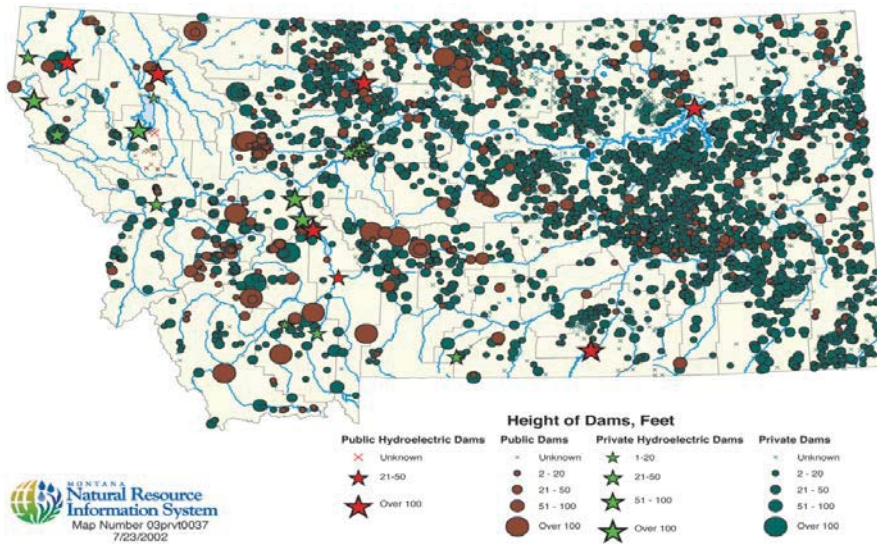 Height of Dams, Feet
Public Hydroelectric Dams
Unknown
21-50
Over 100
Public Dams
Unknown
2 - 20
21 - 50
51 - 100
Over 100
Private Hydroelectric Dams
1-20
21-50
51 - 100
Over 100
Private Dams
Unknown
2 - 20
21 - 50
51 - 100
Over 100
MONTANA
Natural Resource
Information System
Map Number 03prvt0037
7/23/2002